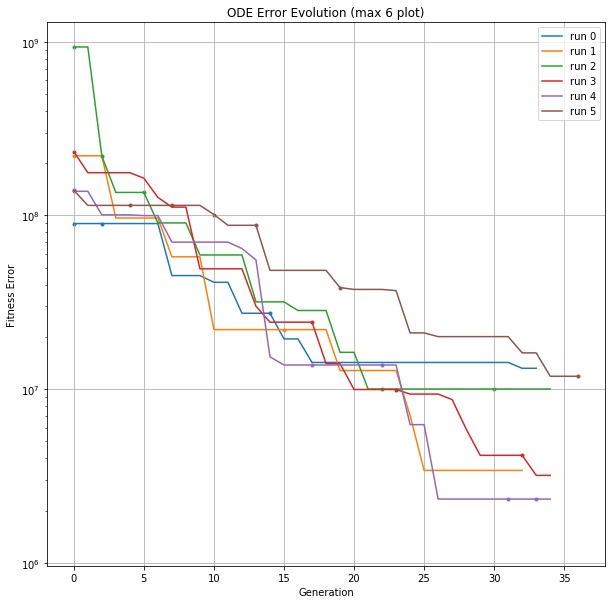 ODE Error Evolution (max 6 plot)
run 0
run 1
run 2
run 3
run 4
run 5
10⁹
10⁸
10⁷
10⁶
Fitness Error
0 5 10 15 20 25 30 35
Generation